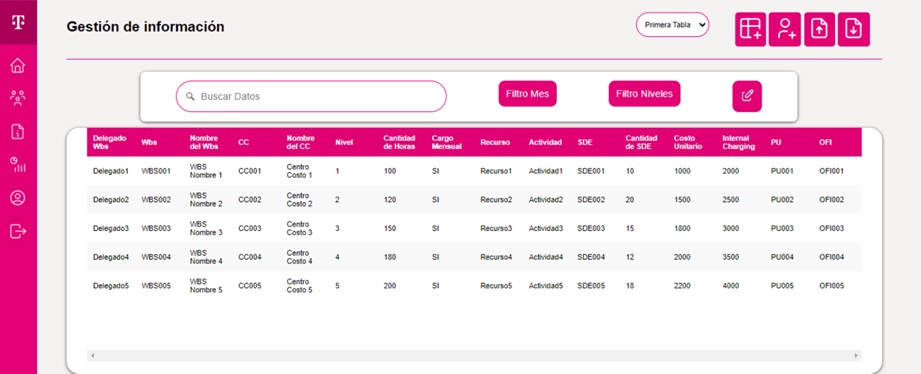 T
Gestión de información
Primera Tabla
Buscar Datos
Filtro Mes
Filtro Niveles
Delegado Wbs Wbs Nombre del Wbs CC Nombre del CC Nivel Cantidad de Horas Cargo Mensual Recurso Actividad SDE Cantidad de SDE Costo Unitario Internal Charging PU OFI
Delegado1 WBS001 WBS Nombre 1 CC001 Centro Costo 1 1 100 SI Recurso1 Actividad1 SDE001 10 1000 2000 PU001 OFI001
Delegado2 WBS002 WBS Nombre 2 CC002 Centro Costo 2 2 120 SI Recurso2 Actividad2 SDE002 20 1500 2500 PU002 OFI002
Delegado3 WBS003 WBS Nombre 3 CC003 Centro Costo 3 3 150 SI Recurso3 Actividad3 SDE003 15 1800 3000 PU003 OFI003
Delegado4 WBS004 WBS Nombre 4 CC004 Centro Costo 4 4 180 SI Recurso4 Actividad4 SDE004 12 2000 3500 PU004 OFI004
Delegado5 WBS005 WBS Nombre 5 CC005 Centro Costo 5 5 200 SI Recurso5 Actividad5 SDE005 18 2200 4000 PU005 OFI005